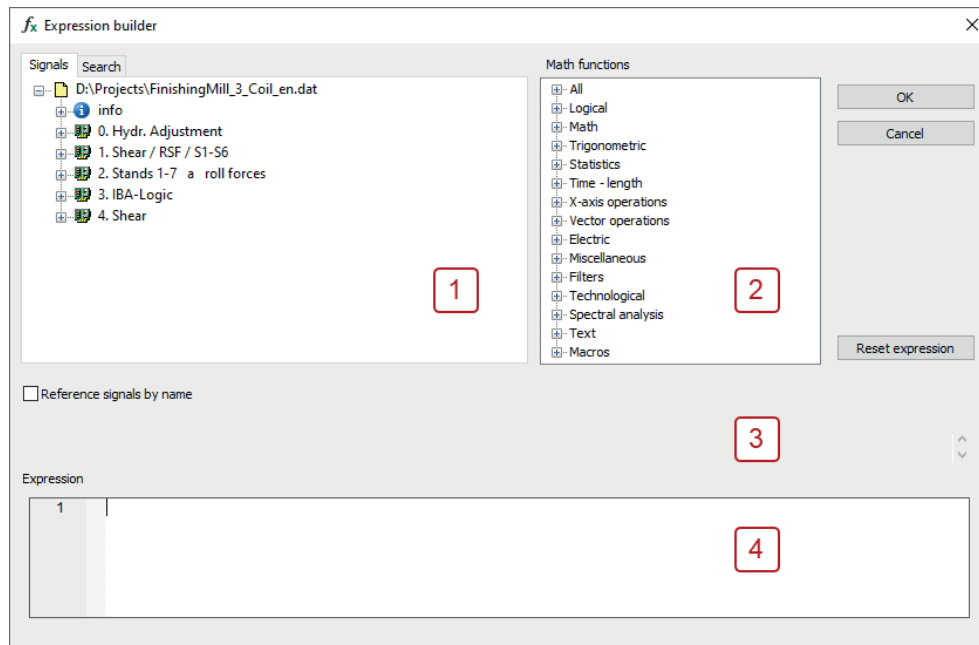 fx Expression builder
Signals
Search
D:\Projects\FinishingMill_3_Coil_en.dat
info
0. Hydr. Adjustment
1. Shear / RSF / S1-S6
2. Stands 1-7 a roll forces
3. IBA-Logic
4. Shear
1
Math functions
All
Logical
Math
Trigonometric
Statistics
Time - length
X-axis operations
Vector operations
Electric
Miscellaneous
Filters
Technological
Spectral analysis
Text
Macros
2
OK
Cancel
Reset expression
Reference signals by name
3
Expression
1
4